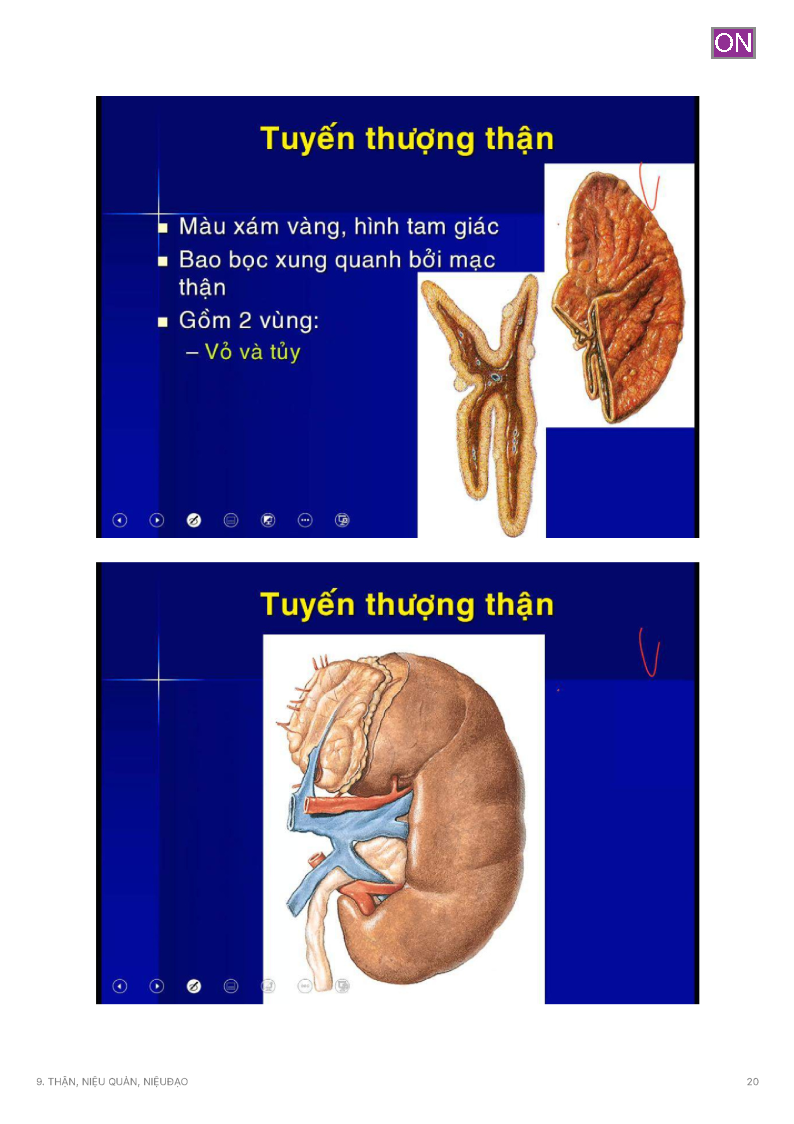 ON
Tuyến thượng thận
Màu xám vàng, hình tam giác
Bao bọc xung quanh bởi mạc
thận
Gồm 2 vùng:
– Vỏ và tủy
Tuyến thượng thận
9. THẬN, NIỆU QUẢN, NIỆUĐẠO
20